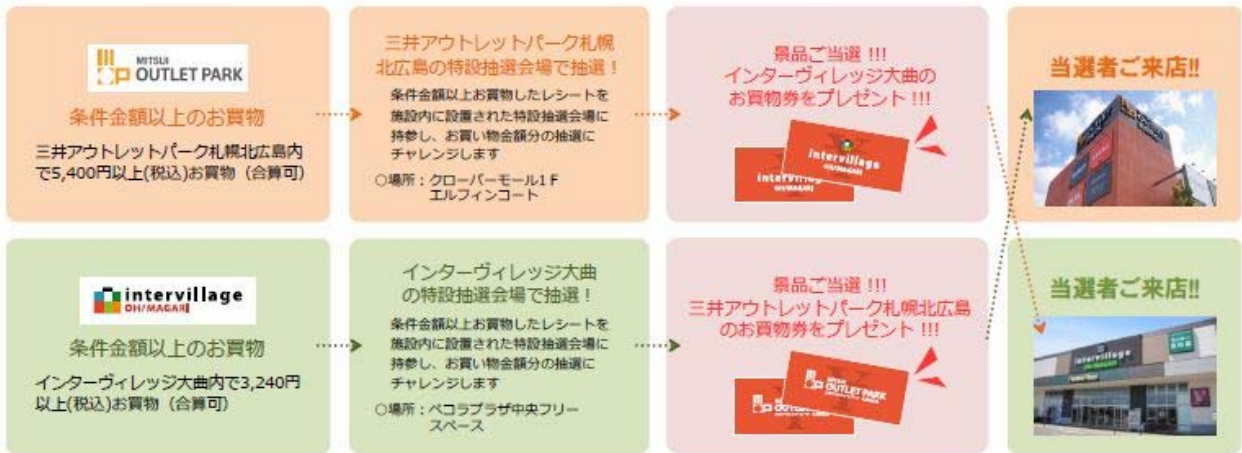 MITSUI
OUTLET PARK
条件金額以上のお買物
三井アウトレットパーク札幌北広島内
で5,400円以上(税込)お買物（合算可）
三井アウトレットパーク札幌
北広島の特設抽選会場で抽選！
条件金額以上お買物したレシートを
施設内に設置された特設抽選会場に
持参し、お買い物金額分の抽選に
チャレンジします
○場所：クローバーモール1F
エルフィンコート
景品ご当選 !!!
インターヴィレッジ大曲の
お買物券をプレゼント !!!
intervillage
OH!MAGARI
intervillage
OH!MAGARI
当選者ご来店!!
intervillage
OH!MAGARI
条件金額以上のお買物
インターヴィレッジ大曲内で3,240円
以上(税込)お買物（合算可）
インターヴィレッジ大曲
の特設抽選会場で抽選！
条件金額以上お買物したレシートを
施設内に設置された特設抽選会場に
持参し、お買い物金額分の抽選に
チャレンジします
○場所：ペコラプラザ中央フリー
スペース
景品ご当選 !!!
三井アウトレットパーク札幌北広島
のお買物券をプレゼント !!!
MITSUI
OUTLET PARK
OUTLET PARK
当選者ご来店!!
intervillage
OH!MAGARI